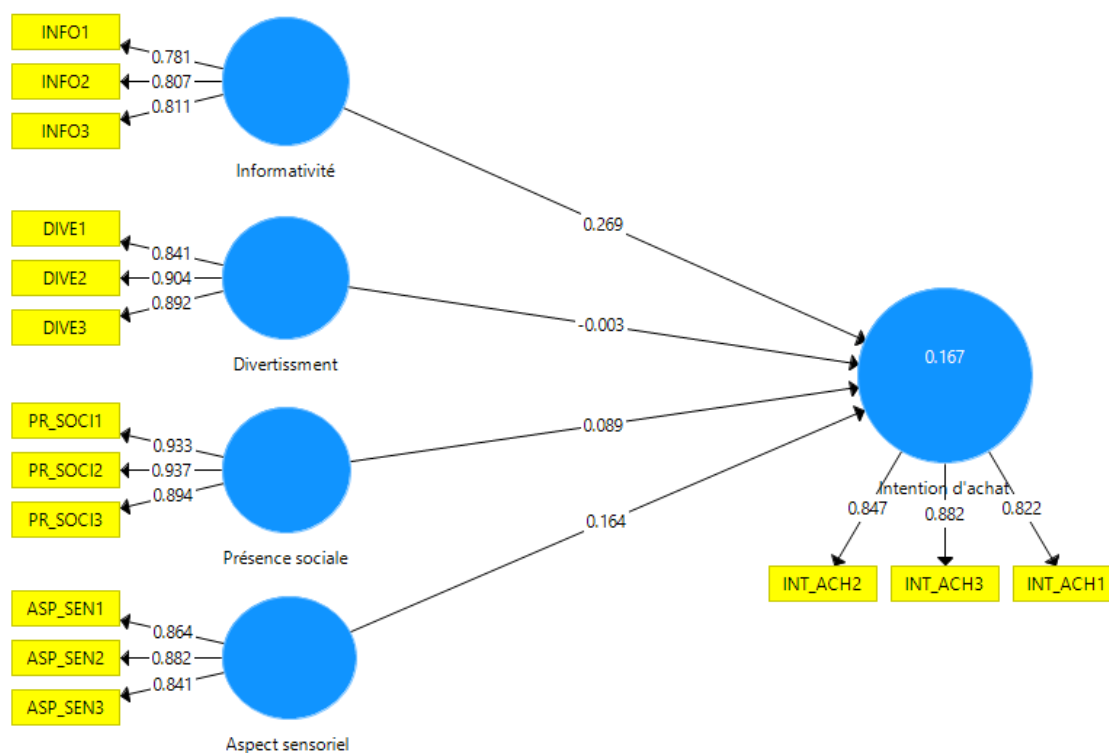 INFO1
0.781
INFO2
0.807
0.811
INFO3
Informativité
0.269
DIVE1
0.841
DIVE2
0.904
0.892
DIVE3
Divertissment
-0.003
0.167
PR_SOCI1
0.933
PR_SOCI2
0.937
0.894
PR_SOCI3
Présence sociale
0.089
Intention d'achat
0.847
0.882
0.822
0.164
INT_ACH2
INT_ACH3
INT_ACH1
ASP_SEN1
0.864
ASP_SEN2
0.882
0.841
ASP_SEN3
Aspect sensoriel